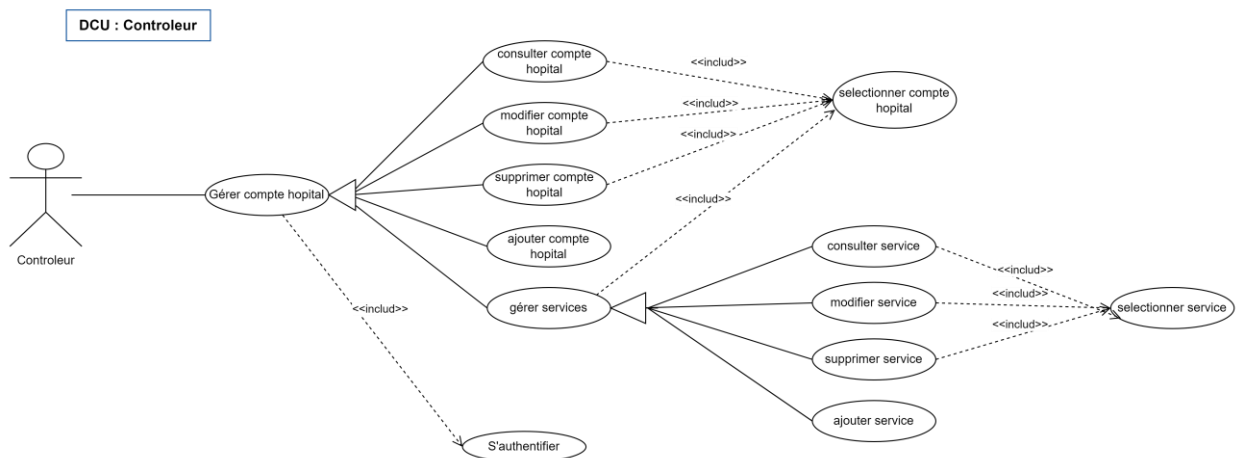 DCU : Controleur
consulter compte
hopital
<<includ>>
selectionner compte
hopital
modifier compte
hopital
<<includ>>
<<includ>>
supprimer compte
hopital
Gérer compte hopital
<<includ>>
ajouter compte
hopital
Controleur
consulter service
<<includ>>
gérer services
modifier service
<<includ>>
selectionner service
<<includ>>
<<includ>>
supprimer service
ajouter service
S'authentifier